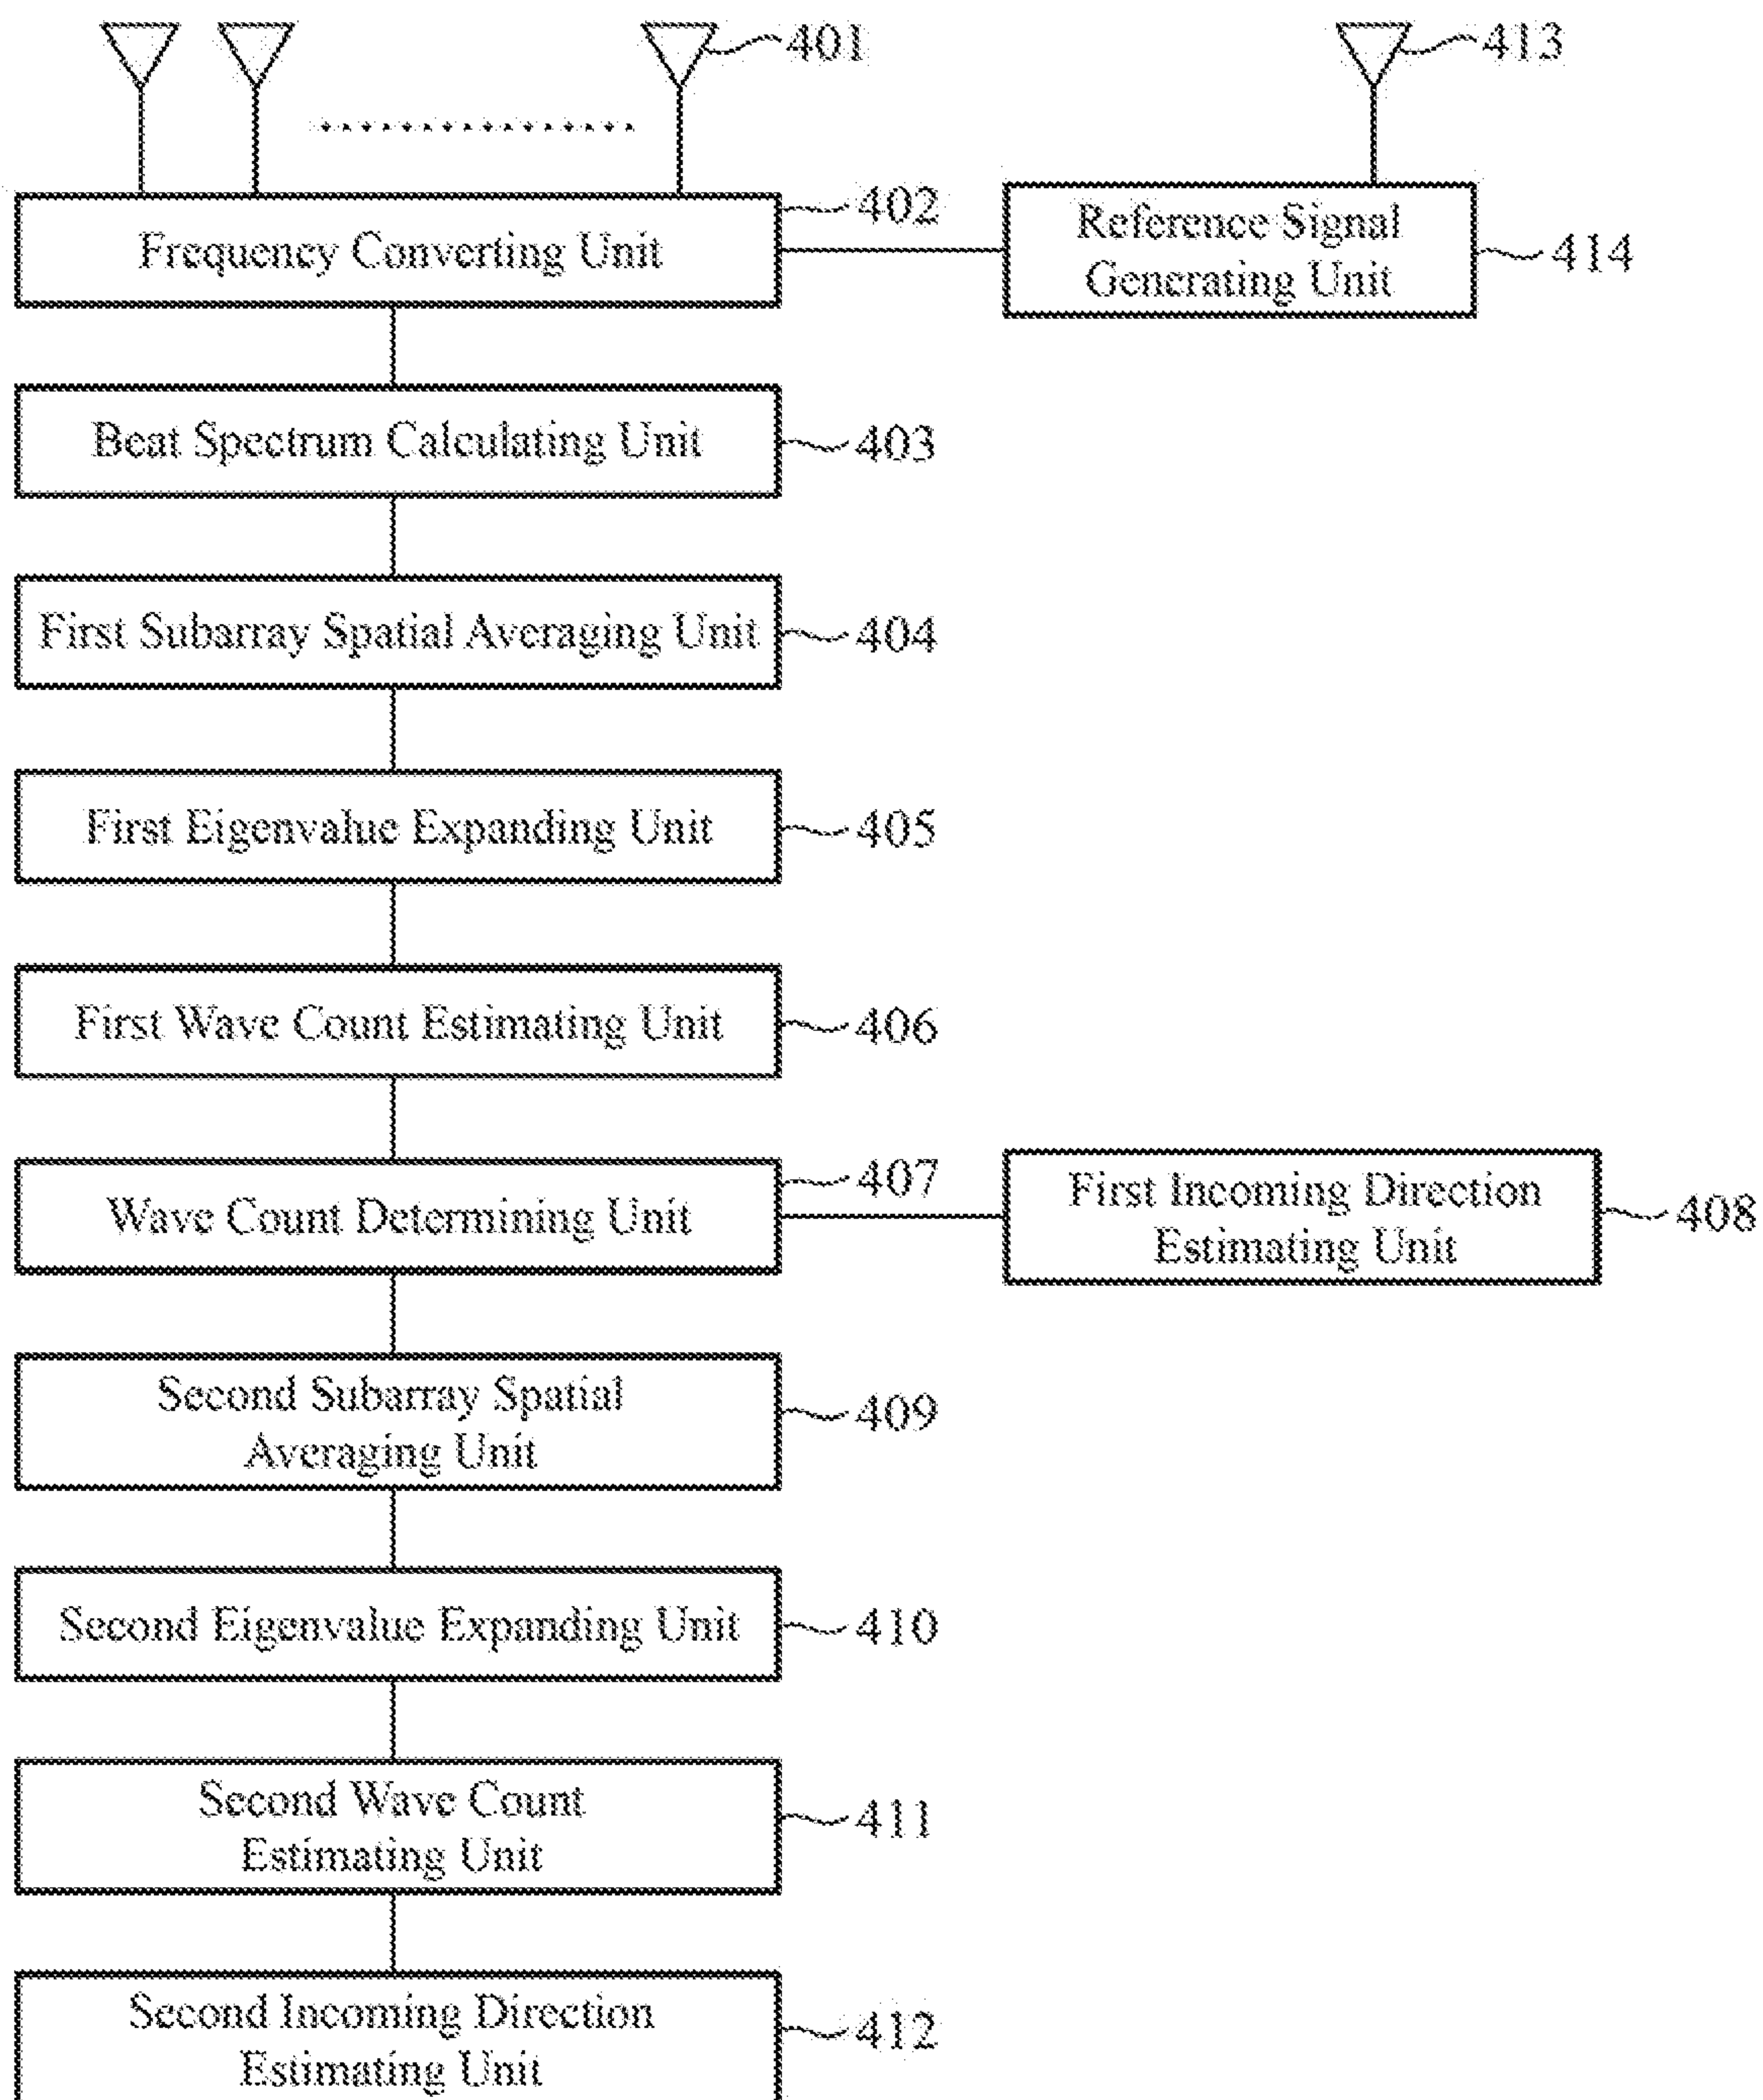 401
413
402
Frequency Converting Unit
Reference Signal
Generating Unit
414
Beat Spectrum Calculating Unit
403
First Subarray Spatial Averaging Unit
404
First Eigenvalue Expanding Unit
405
First Wave Count Estimating Unit
406
407
Wave Count Determining Unit
First Incoming Direction
Estimating Unit
408
Second Subarray Spatial
Averaging Unit
409
Second Eigenvalue Expanding Unit
410
Second Wave Count
Estimating Unit
411
Second Incoming Direction
Estimating Unit
412